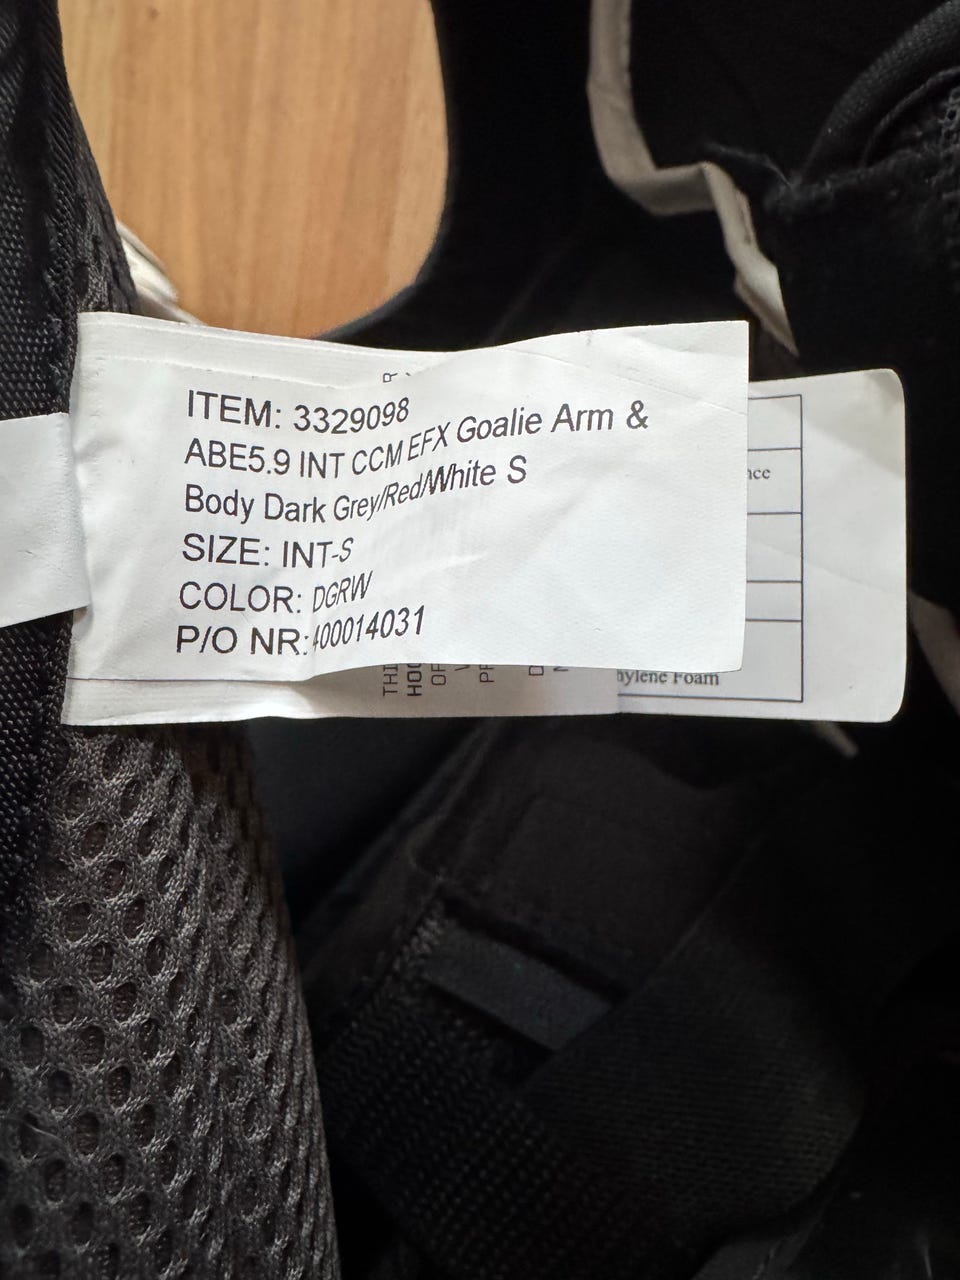 ITEM: 3329098
ABE5.9 INT CCM EFX Goalie Arm &
Body Dark Grey/Red/White S
SIZE: INT-S
COLOR: DGRW
P/O NR: 400014031
Foam